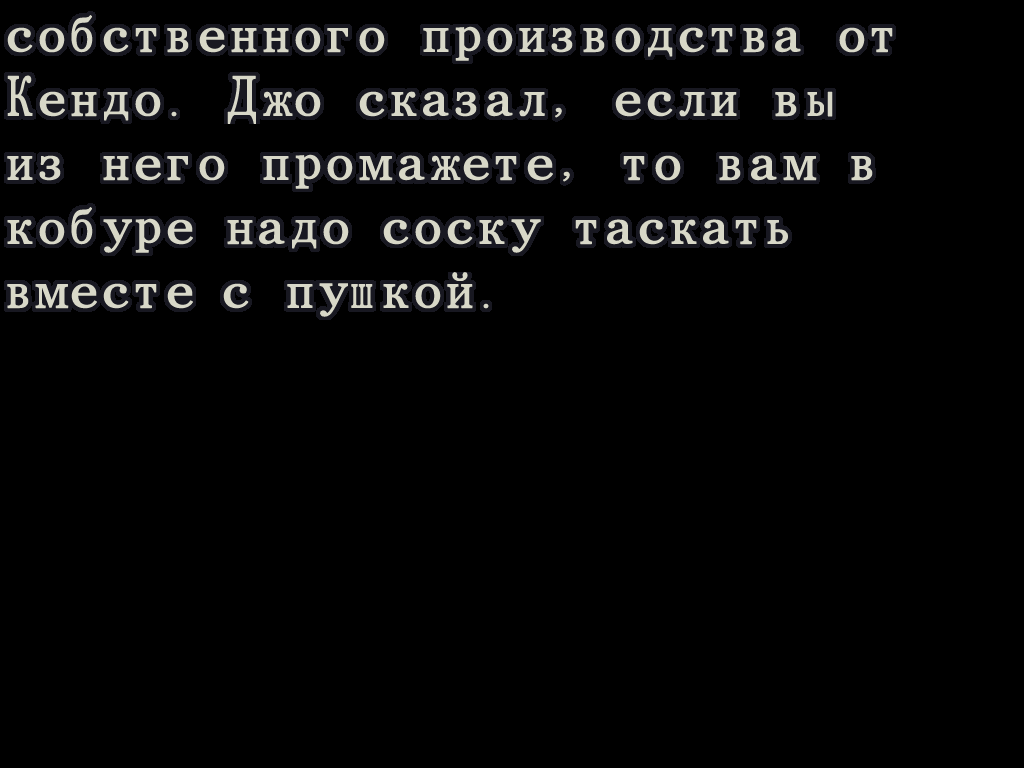 собственного производства от
Кендо. Джо сказал, если вы
из него промажете, то вам в
кобуре надо соску таскать
вместе с пушкой.